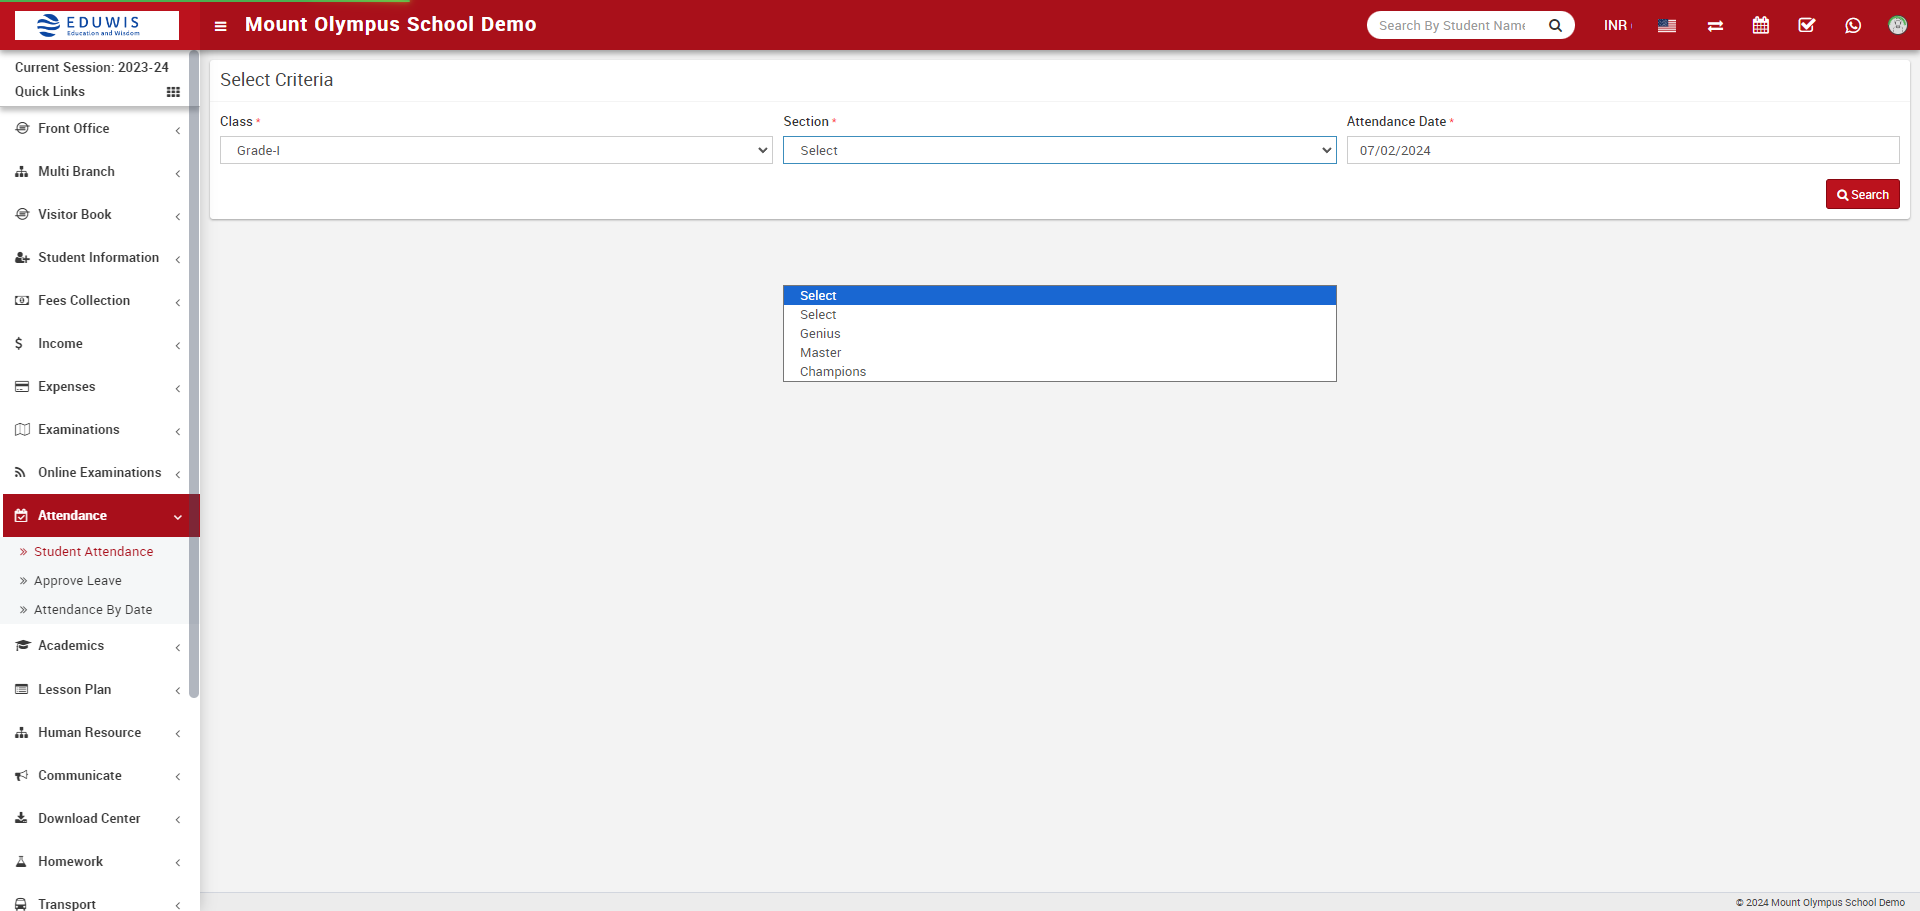 EDUWIS
Education and Wisdom
Mount Olympus School Demo
Search By Student Name
INR
Current Session: 2023-24
Quick Links
Front Office
Multi Branch
Visitor Book
Student Information
Fees Collection
Income
Expenses
Examinations
Online Examinations
Attendance
Student Attendance
Approve Leave
Attendance By Date
Academics
Lesson Plan
Human Resource
Communicate
Download Center
Homework
Transport
Select Criteria
Class *
Section *
Attendance Date *
Grade-I
Select
07/02/2024
Search
Select
Select
Genius
Master
Champions
© 2024 Mount Olympus School Demo